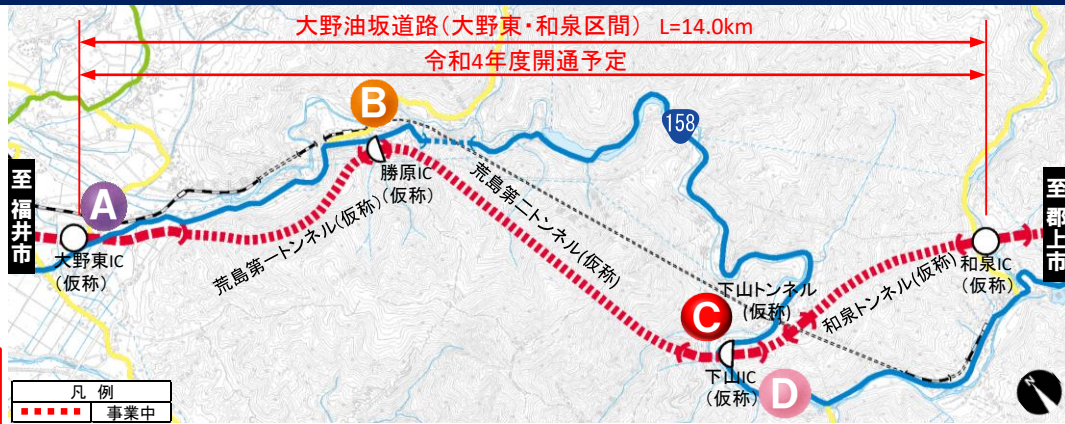 大野油坂道路(大野東・和泉区間) L=14.0km
令和4年度開通予定
B
158
勝原IC
(仮称)
至 福井市
A
大野東IC
(仮称)
荒島第一トンネル(仮称)
荒島第二トンネル(仮称)
下山トンネル
(仮称)
C
下山IC
(仮称)
D
和泉トンネル(仮称)
和泉IC
(仮称)
至 郡上市
凡 例
事業中
N